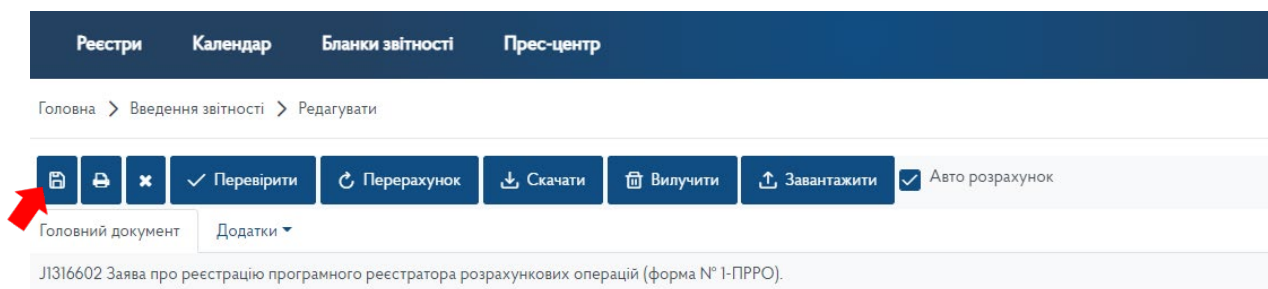 Реєстри Календар Бланки звітності Прес-центр
Головна > Введення звітності > Редагувати
Перевірити Перерахунок Скачати Вилучити Завантажити Авто розрахунок
Головний документ Додатки
J1316602 Заява про реєстрацію програмного реєстратора розрахункових операцій (форма № 1-ПРРО).